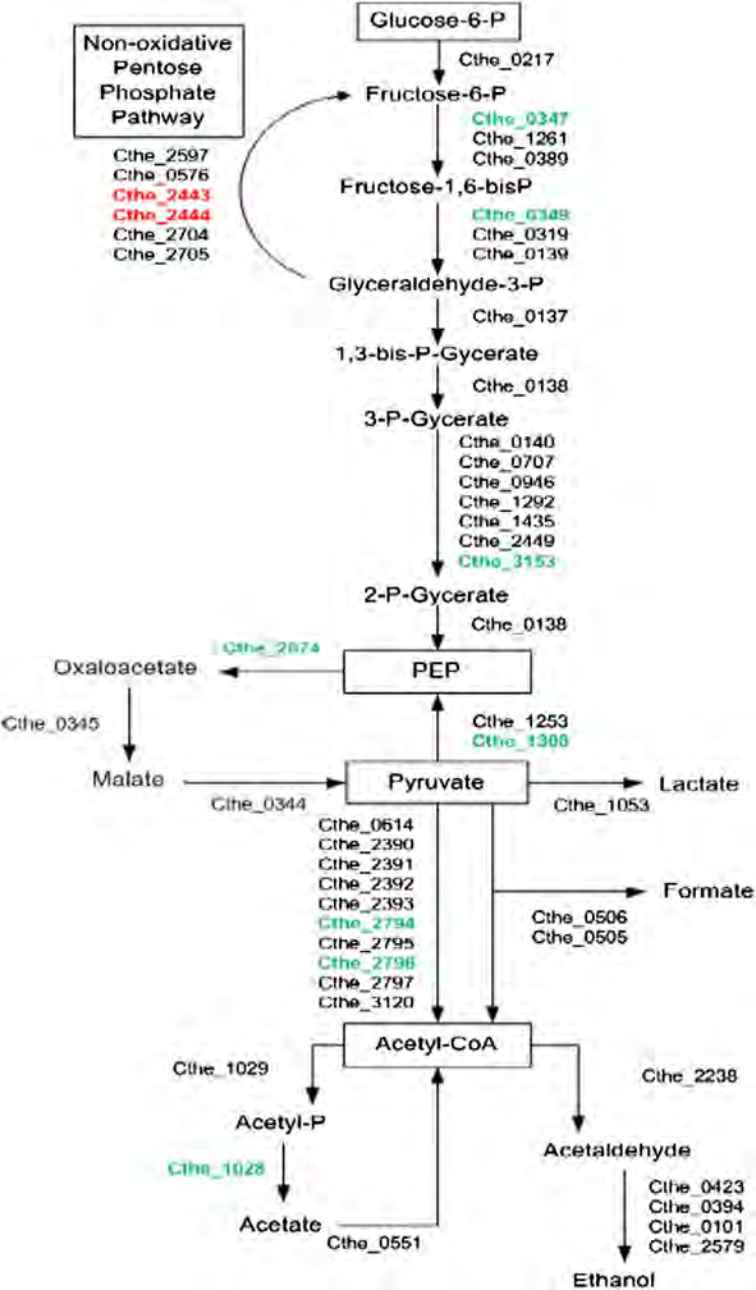 Glucose-6-P
Non-oxidative
Pentose
Phosphate
Pathway
Cthe_0217
Fructose-6-P
Cthe_0347
Cthe_1261
Cthe_0389
Cthe_2597
Cthe_0576
Cthe_2443
Cthe_2444
Cthe_2704
Cthe_2705
Fructose-1,6-bisP
Cthe_0349
Cthe_0319
Cthe_0139
Glyceraldehyde-3-P
Cthe_0137
1,3-bis-P-Gycerate
Cthe_0138
3-P-Gycerate
Cthe_0140
Cthe_0707
Cthe_0946
Cthe_1292
Cthe_1435
Cthe_2449
Cthe_3153
2-P-Gycerate
Cthe_0138
Cthe_2874
Oxaloacetate
PEP
Cthe_0345
Cthe_1253
Cthe_1308
Malate
Pyruvate
Lactate
Cthe_0344
Cthe_1053
Cthe_0614
Cthe_2390
Cthe_2391
Cthe_2392
Cthe_2393
Cthe_2794
Cthe_2795
Cthe_2796
Cthe_2797
Cthe_3120
Formate
Cthe_0506
Cthe_0505
Acetyl-CoA
Cthe_1029
Cthe_2238
Acetyl-P
Acetaldehyde
Cthe_1028
Cthe_0423
Cthe_0394
Cthe_0101
Cthe_2579
Acetate
Cthe_0551
Ethanol